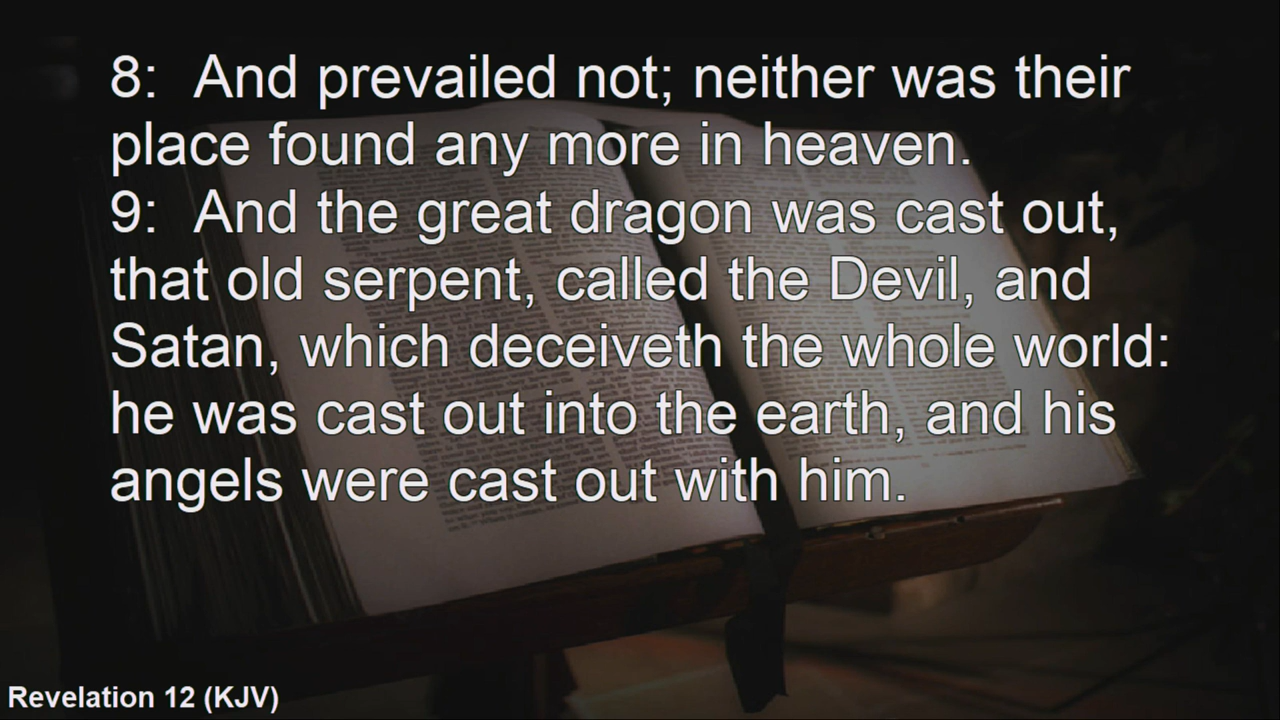 8: And prevailed not; neither was their
place found any more in heaven.
9: And the great dragon was cast out,
that old serpent, called the Devil, and
Satan, which deceiveth the whole world:
he was cast out into the earth, and his
angels were cast out with him.
Revelation 12 (KJV)